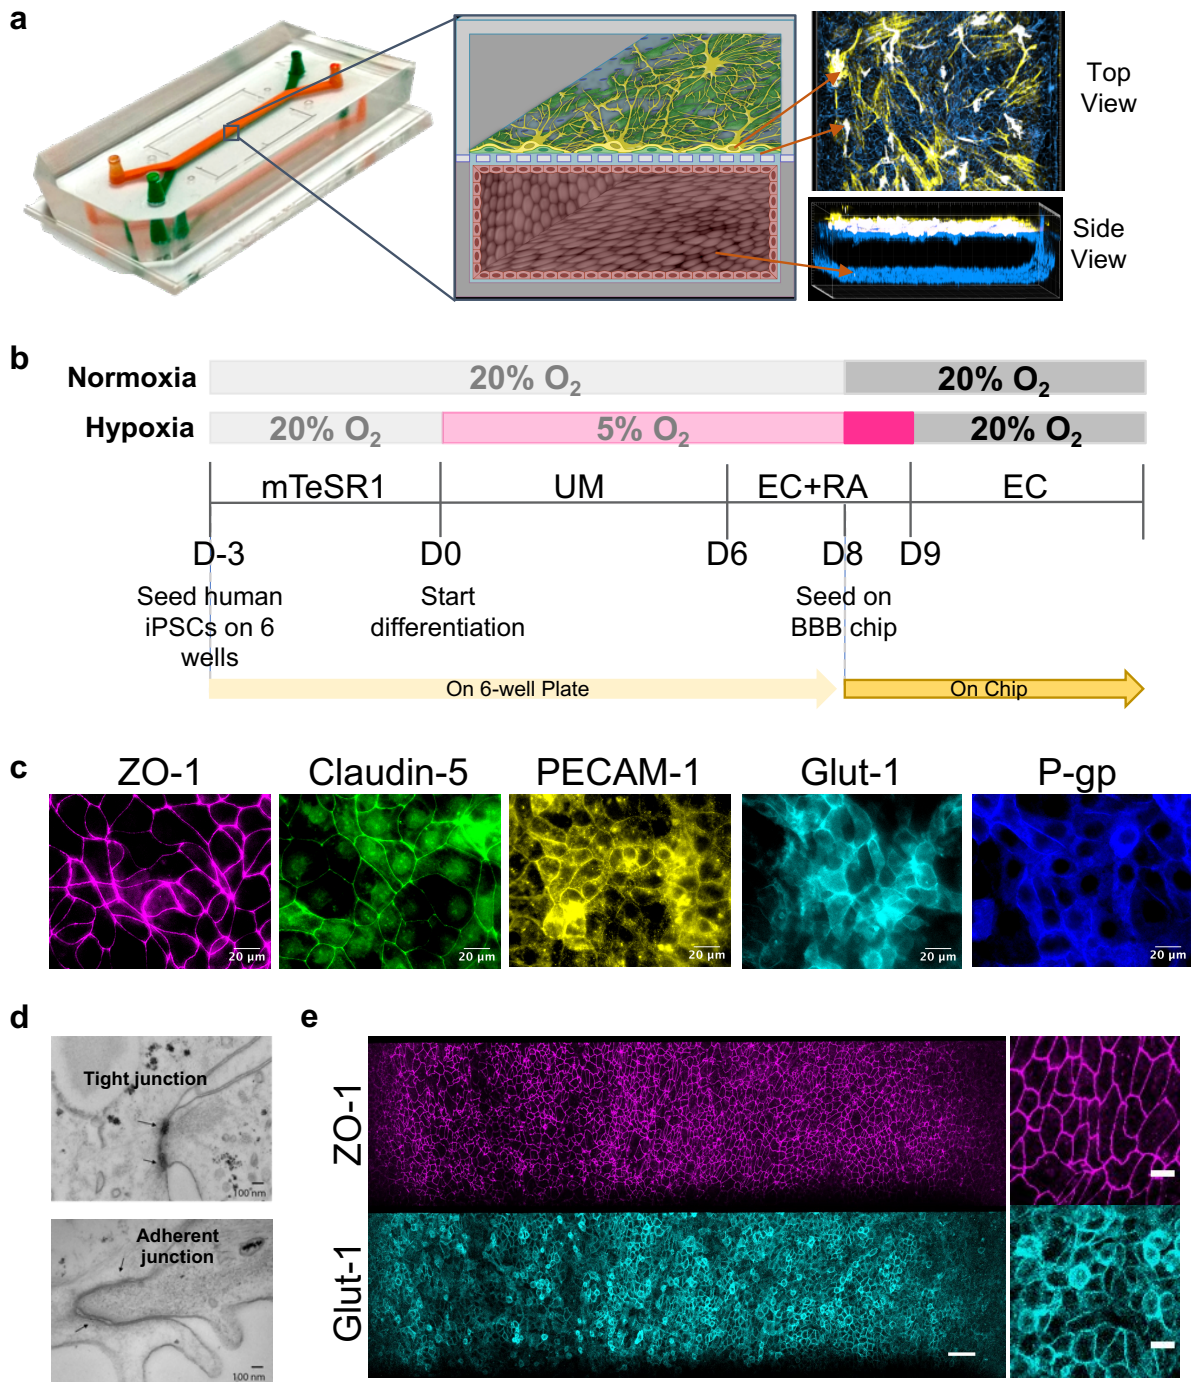 a
Top
View
Side
View
b
Normoxia
20% O2
20% O2
Hypoxia
20% O2
5% O2
20% O2
mTeSR1
UM
EC+RA
EC
D-3
D0
D6
D8
D9
Seed human
iPSCs on 6
wells
Start
differentiation
Seed on
BBB chip
On 6-well Plate
On Chip
c
ZO-1
Claudin-5
PECAM-1
Glut-1
P-gp
20 μm
20 μm
20 μm
20 μm
20 μm
d
Tight junction
100 nm
Adherent
junction
100 nm
e
ZO-1
Glut-1